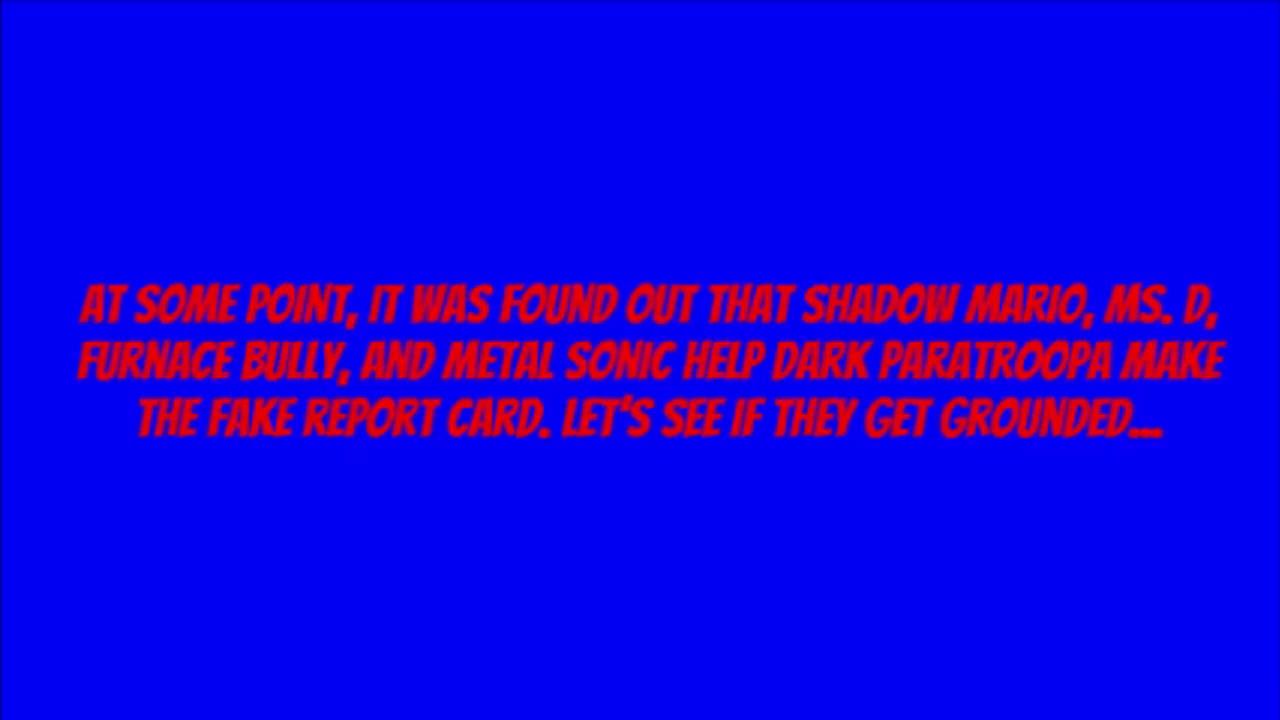 AT SOME POINT, IT WAS FOUND OUT THAT SHADOW MARIO, MS. D,
FURNACE BULLY, AND METAL SONIC HELP DARK PARATROOPA MAKE
THE FAKE REPORT CARD. LET'S SEE IF THEY GET GROUNDED...